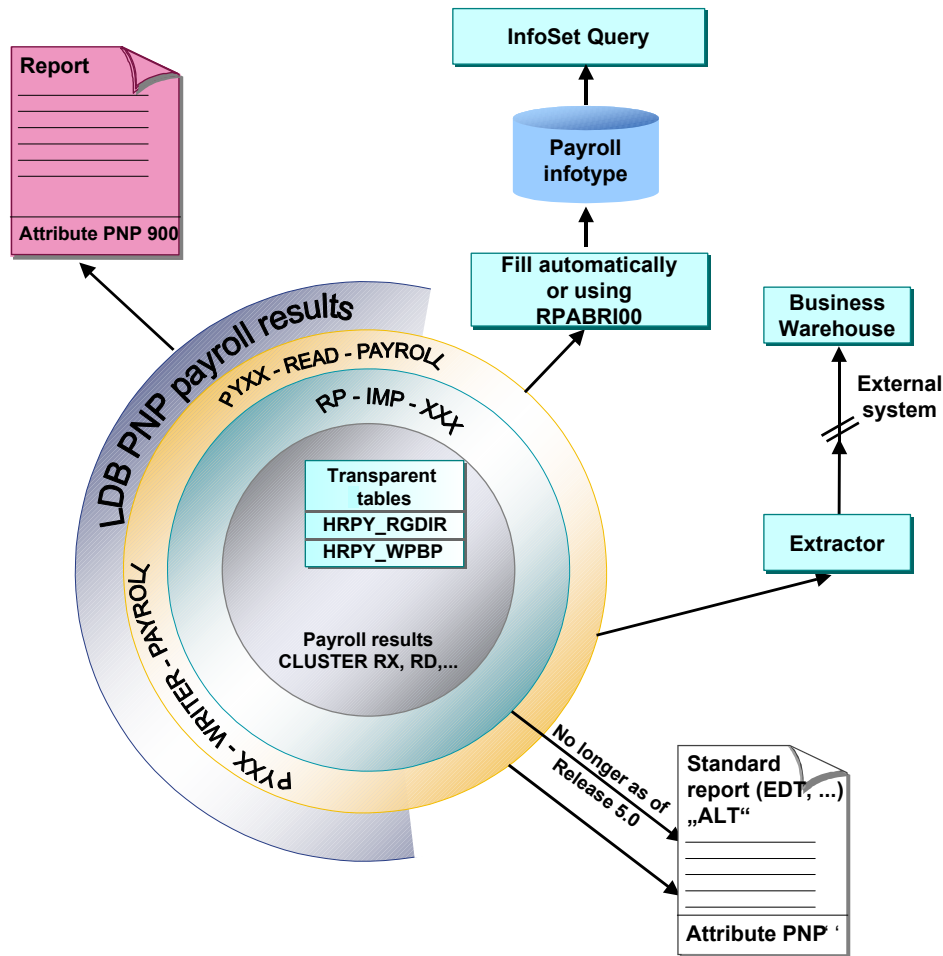 InfoSet Query
Report
Attribute PNP 900
Payroll
infotype
Fill automatically
or using
RPABRI00
Business
Warehouse
External
system
Extractor
LDB PNP payroll results
PYXX - READ - PAYROLL
RP - IMP - XXX
Transparent
tables
HRPY_RGDIR
HRPY_WPBP
Payroll results
CLUSTER RX, RD,...
PYXX - WRITER - PAYROLL
No longer as of
Release 5.0
Standard
report (EDT, ...)
„ALT“
Attribute PNP‘ ‘